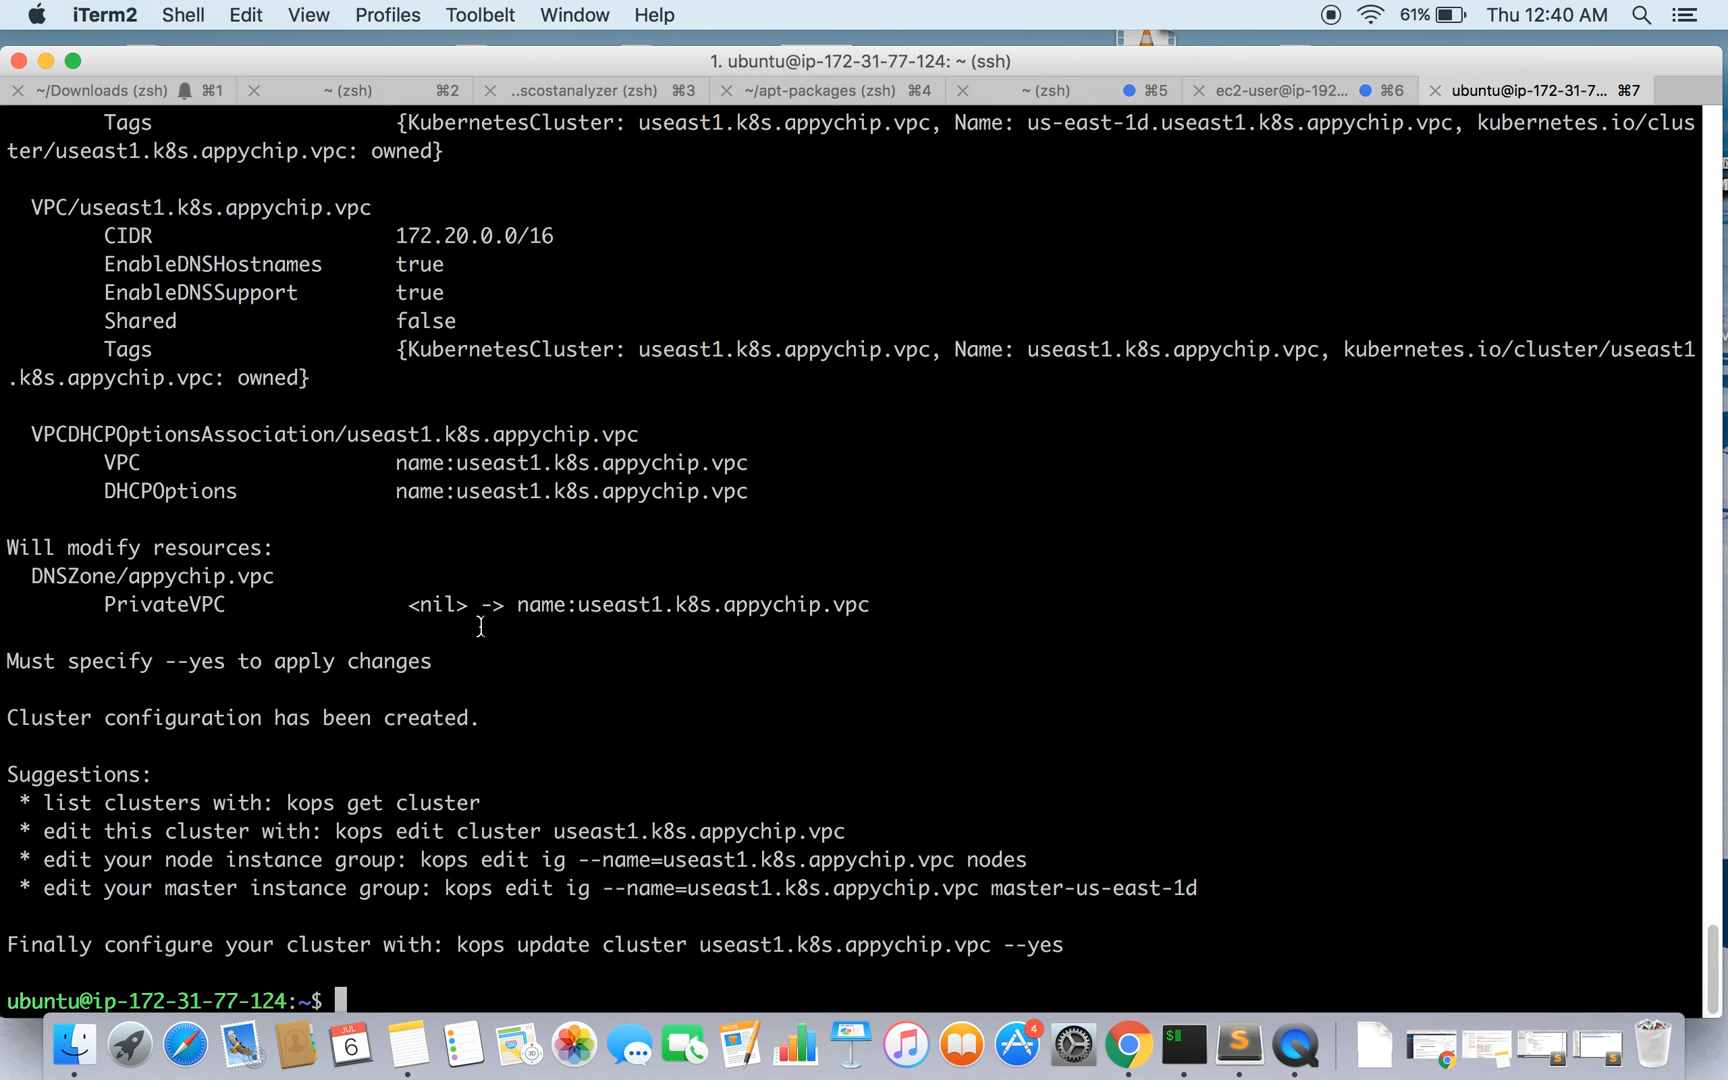 iTerm2 Shell Edit View Profiles Toolbelt Window Help 61% Thu 12:40 AM
1. ubuntu@ip-172-31-77-124: ~ (ssh)
~/Downloads (zsh) ⌘1 ~ (zsh) ⌘2 ..scostanalyzer (zsh) ⌘3 ~/apt-packages (zsh) ⌘4 ~ (zsh) ⌘5 ec2-user@ip-192... ⌘6 ubuntu@ip-172-31-7... ⌘7
Tags {KubernetesCluster: useast1.k8s.appychip.vpc, Name: us-east-1d.useast1.k8s.appychip.vpc, kubernetes.io/clus
ter/useast1.k8s.appychip.vpc: owned}
VPC/useast1.k8s.appychip.vpc
CIDR 172.20.0.0/16
EnableDNSHostnames true
EnableDNSSupport true
Shared false
Tags {KubernetesCluster: useast1.k8s.appychip.vpc, Name: useast1.k8s.appychip.vpc, kubernetes.io/cluster/useast1
.k8s.appychip.vpc: owned}
VPCDHCPOptionsAssociation/useast1.k8s.appychip.vpc
VPC name:useast1.k8s.appychip.vpc
DHCPOptions name:useast1.k8s.appychip.vpc
Will modify resources:
DNSZone/appychip.vpc
PrivateVPC <nil> -> name:useast1.k8s.appychip.vpc
Must specify --yes to apply changes
Cluster configuration has been created.
Suggestions:
* list clusters with: kops get cluster
* edit this cluster with: kops edit cluster useast1.k8s.appychip.vpc
* edit your node instance group: kops edit ig --name=useast1.k8s.appychip.vpc nodes
* edit your master instance group: kops edit ig --name=useast1.k8s.appychip.vpc master-us-east-1d
Finally configure your cluster with: kops update cluster useast1.k8s.appychip.vpc --yes
ubuntu@ip-172-31-77-124:~$
JUL
6
3D
4
$
S